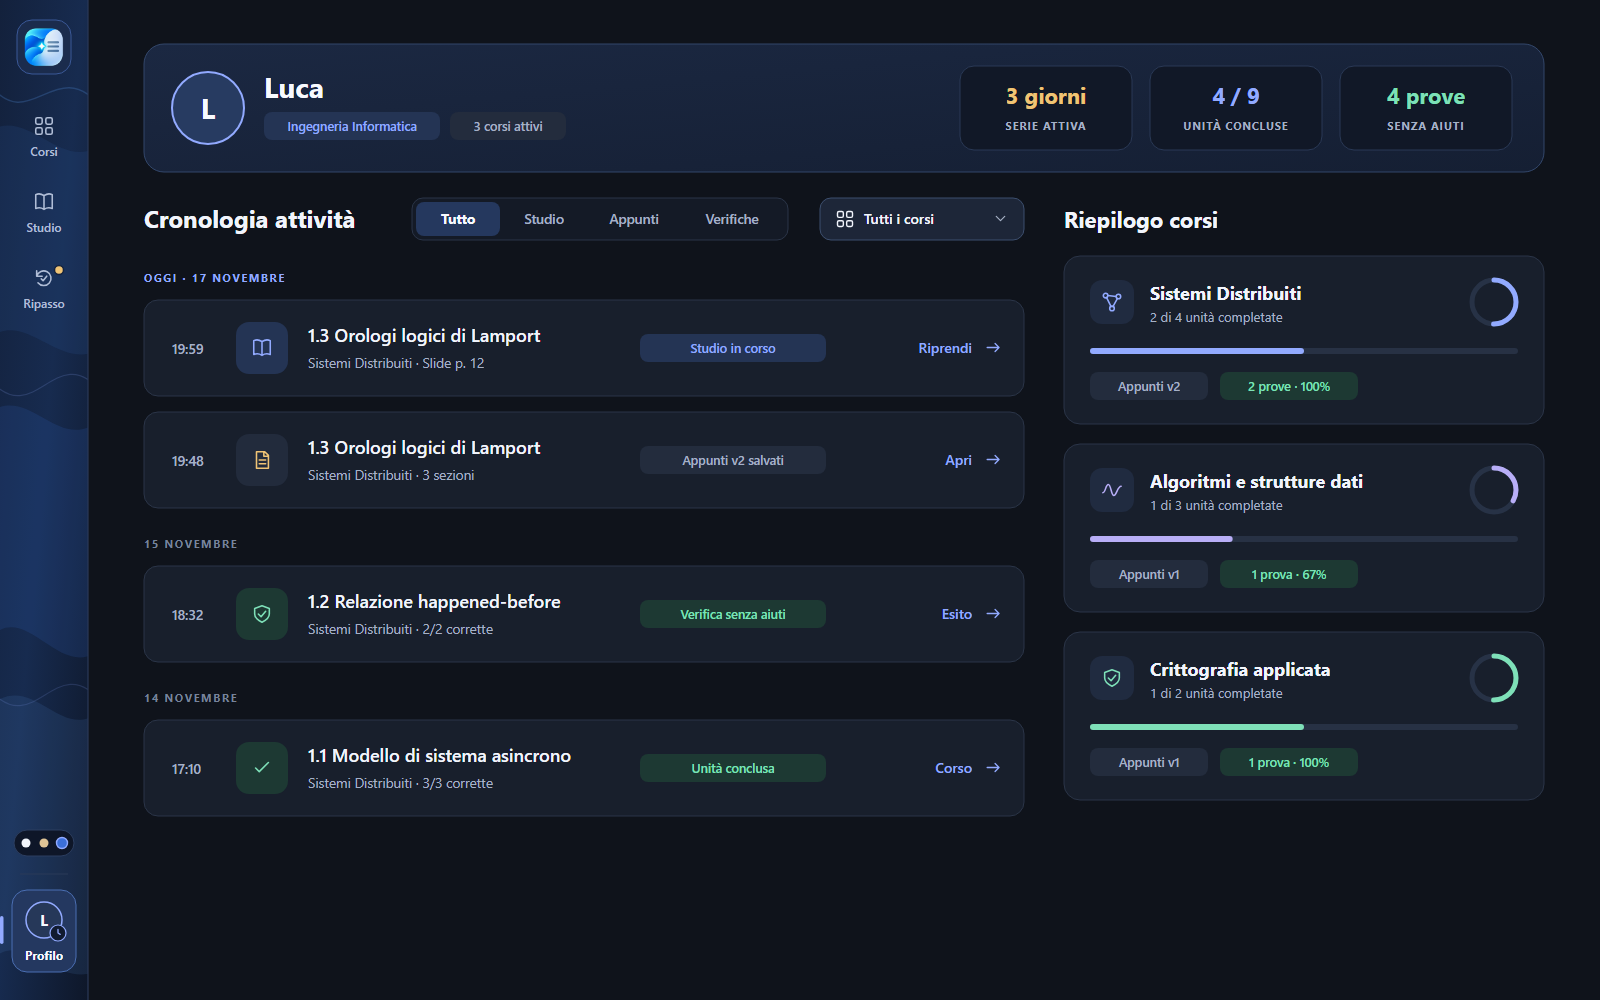 Corsi
Studio
Ripasso
L
Profilo
L
Luca
Ingegneria Informatica
3 corsi attivi
3 giorni
SERIE ATTIVA
4 / 9
UNITÀ CONCLUSE
4 prove
SENZA AIUTI
Cronologia attività
Tutto
Studio
Appunti
Verifiche
Tutti i corsi
OGGI · 17 NOVEMBRE
19:59
1.3 Orologi logici di Lamport
Sistemi Distribuiti · Slide p. 12
Studio in corso
Riprendi
19:48
1.3 Orologi logici di Lamport
Sistemi Distribuiti · 3 sezioni
Appunti v2 salvati
Apri
15 NOVEMBRE
18:32
1.2 Relazione happened-before
Sistemi Distribuiti · 2/2 corrette
Verifica senza aiuti
Esito
14 NOVEMBRE
17:10
1.1 Modello di sistema asincrono
Sistemi Distribuiti · 3/3 corrette
Unità conclusa
Corso
Riepilogo corsi
Sistemi Distribuiti
2 di 4 unità completate
Appunti v2
2 prove · 100%
Algoritmi e strutture dati
1 di 3 unità completate
Appunti v1
1 prova · 67%
Crittografia applicata
1 di 2 unità completate
Appunti v1
1 prova · 100%